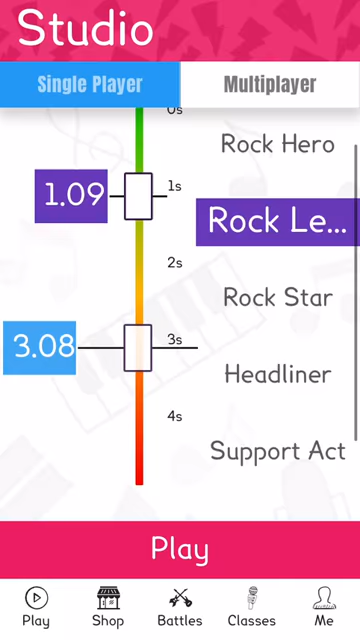 Studio
Single Player
Multiplayer
0s
Rock Hero
1s
1.09
Rock Le...
2s
Rock Star
3s
3.08
Headliner
4s
Support Act
Play
Play
Shop
Battles
Classes
Me